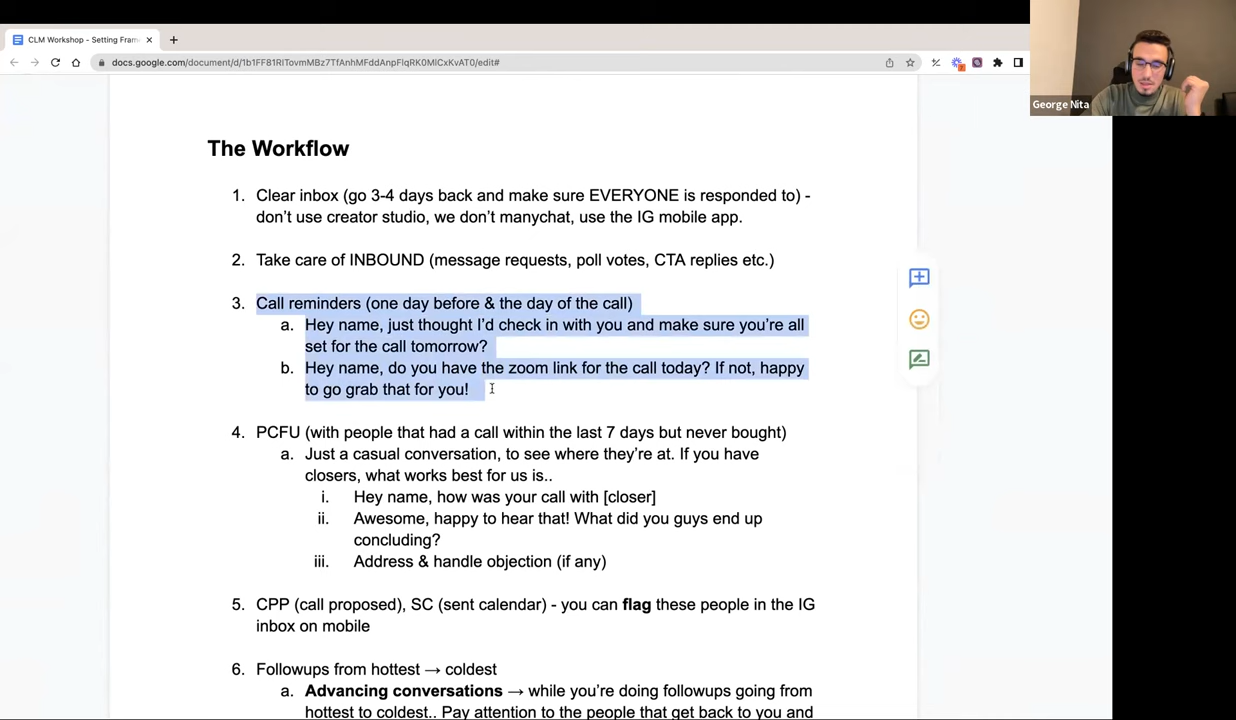 CLM Workshop - Setting Fram
docs.google.com/document/d/1b1FF81RlTovmMBz7TfAnhMFddAnpFlqRK0MlCxKvAT0/edit#
George Nita
The Workflow
1. Clear inbox (go 3-4 days back and make sure EVERYONE is responded to) -
don’t use creator studio, we don’t manychat, use the IG mobile app.
2. Take care of INBOUND (message requests, poll votes, CTA replies etc.)
3. Call reminders (one day before & the day of the call)
a. Hey name, just thought I’d check in with you and make sure you’re all
set for the call tomorrow?
b. Hey name, do you have the zoom link for the call today? If not, happy
to go grab that for you!
4. PCFU (with people that had a call within the last 7 days but never bought)
a. Just a casual conversation, to see where they’re at. If you have
closers, what works best for us is..
i. Hey name, how was your call with [closer]
ii. Awesome, happy to hear that! What did you guys end up
concluding?
iii. Address & handle objection (if any)
5. CPP (call proposed), SC (sent calendar) - you can flag these people in the IG
inbox on mobile
6. Followups from hottest → coldest
a. Advancing conversations → while you’re doing followups going from
hottest to coldest.. Pay attention to the people that get back to you and